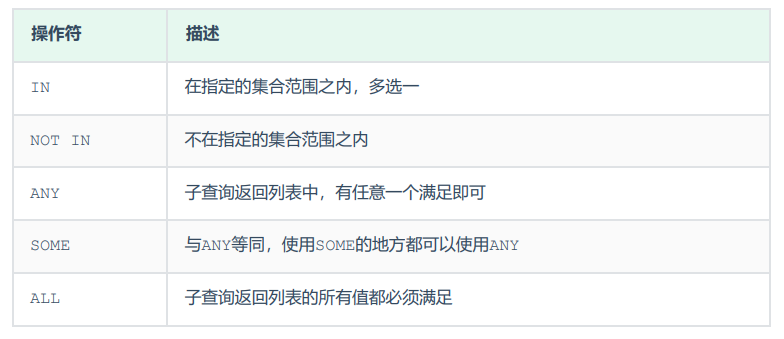 操作符 描述
IN 在指定的集合范围之内，多选一
NOT IN 不在指定的集合范围之内
ANY 子查询返回列表中，有任意一个满足即可
SOME 与ANY等同，使用SOME的地方都可以使用ANY
ALL 子查询返回列表的所有值都必须满足